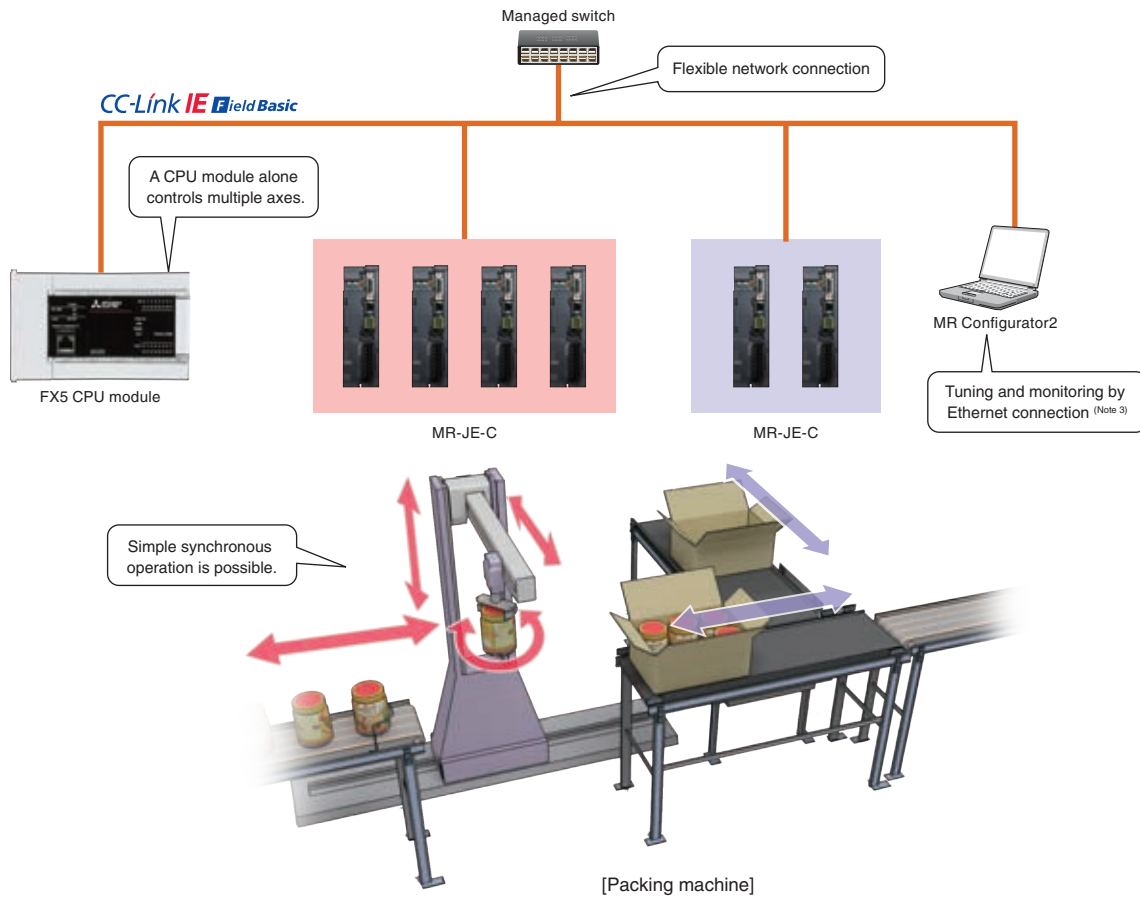 Managed switch
Flexible network connection
CC-Link IE Field Basic
A CPU module alone
controls multiple axes.
FX5 CPU module
MR-JE-C
MR-JE-C
MR Configurator2
Tuning and monitoring by
Ethernet connection (Note 3)
Simple synchronous
operation is possible.
[Packing machine]